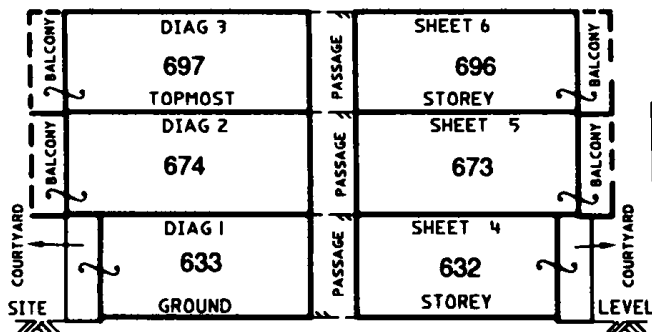 DIAG 3 SHEET 6
BALCONY 697 PASSAGE 696 BALCONY
TOPMOST STOREY
DIAG 2 SHEET 5
BALCONY 674 PASSAGE 673 BALCONY
DIAG 1 SHEET 4
COURTYARD 633 PASSAGE 632 COURTYARD
SITE GROUND STOREY LEVEL